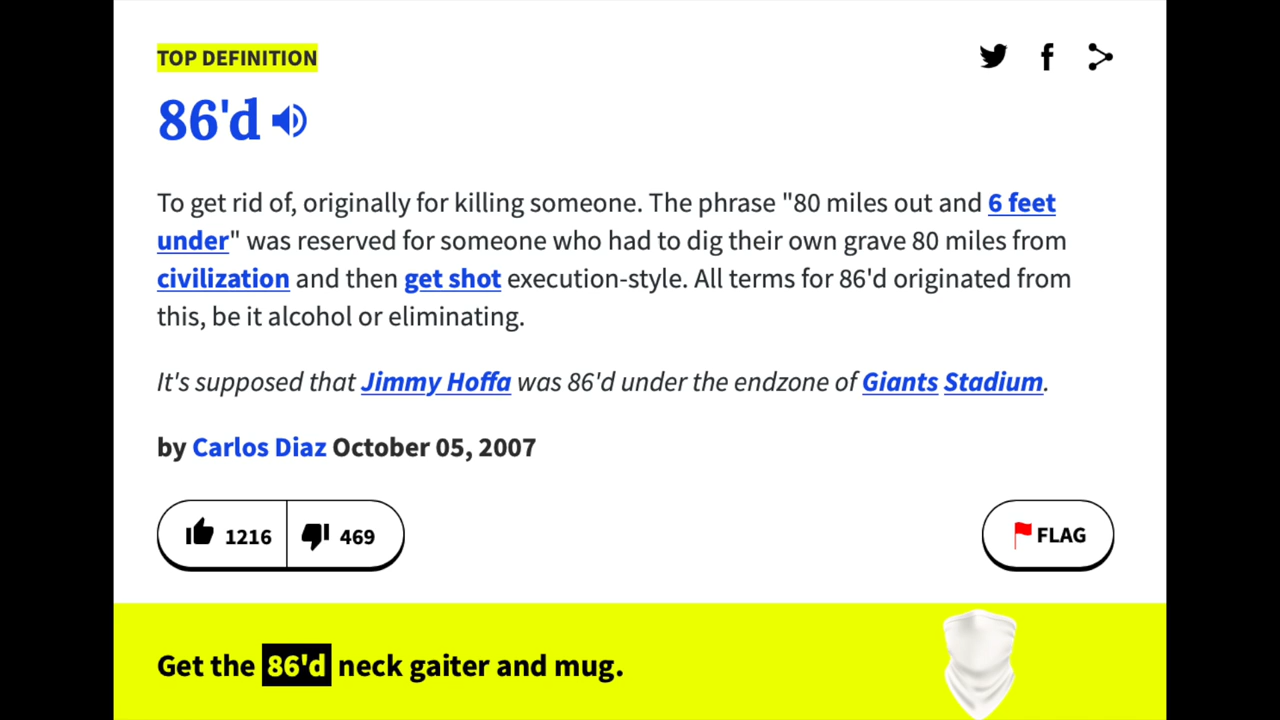 TOP DEFINITION
86'd
To get rid of, originally for killing someone. The phrase "80 miles out and 6 feet
under" was reserved for someone who had to dig their own grave 80 miles from
civilization and then get shot execution-style. All terms for 86'd originated from
this, be it alcohol or eliminating.
It's supposed that Jimmy Hoffa was 86'd under the endzone of Giants Stadium.
by Carlos Diaz October 05, 2007
1216 469 FLAG
Get the 86'd neck gaiter and mug.